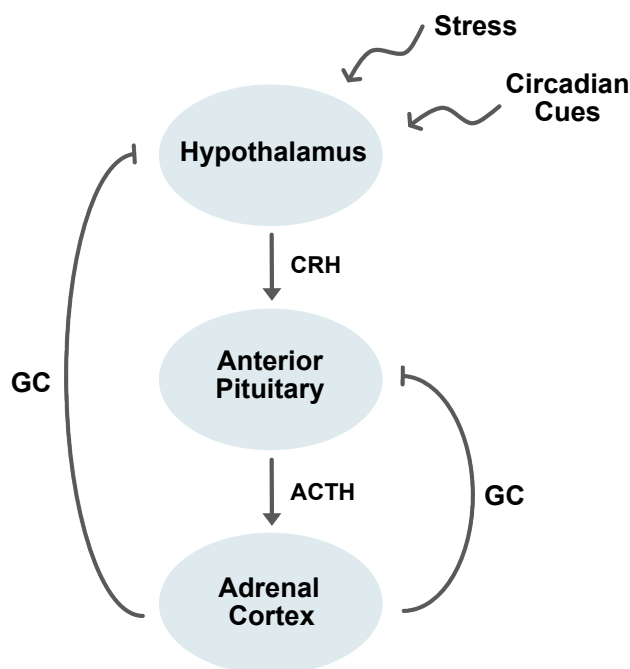 Stress
Circadian
Cues
Hypothalamus
CRH
Anterior
Pituitary
GC
ACTH
GC
Adrenal
Cortex